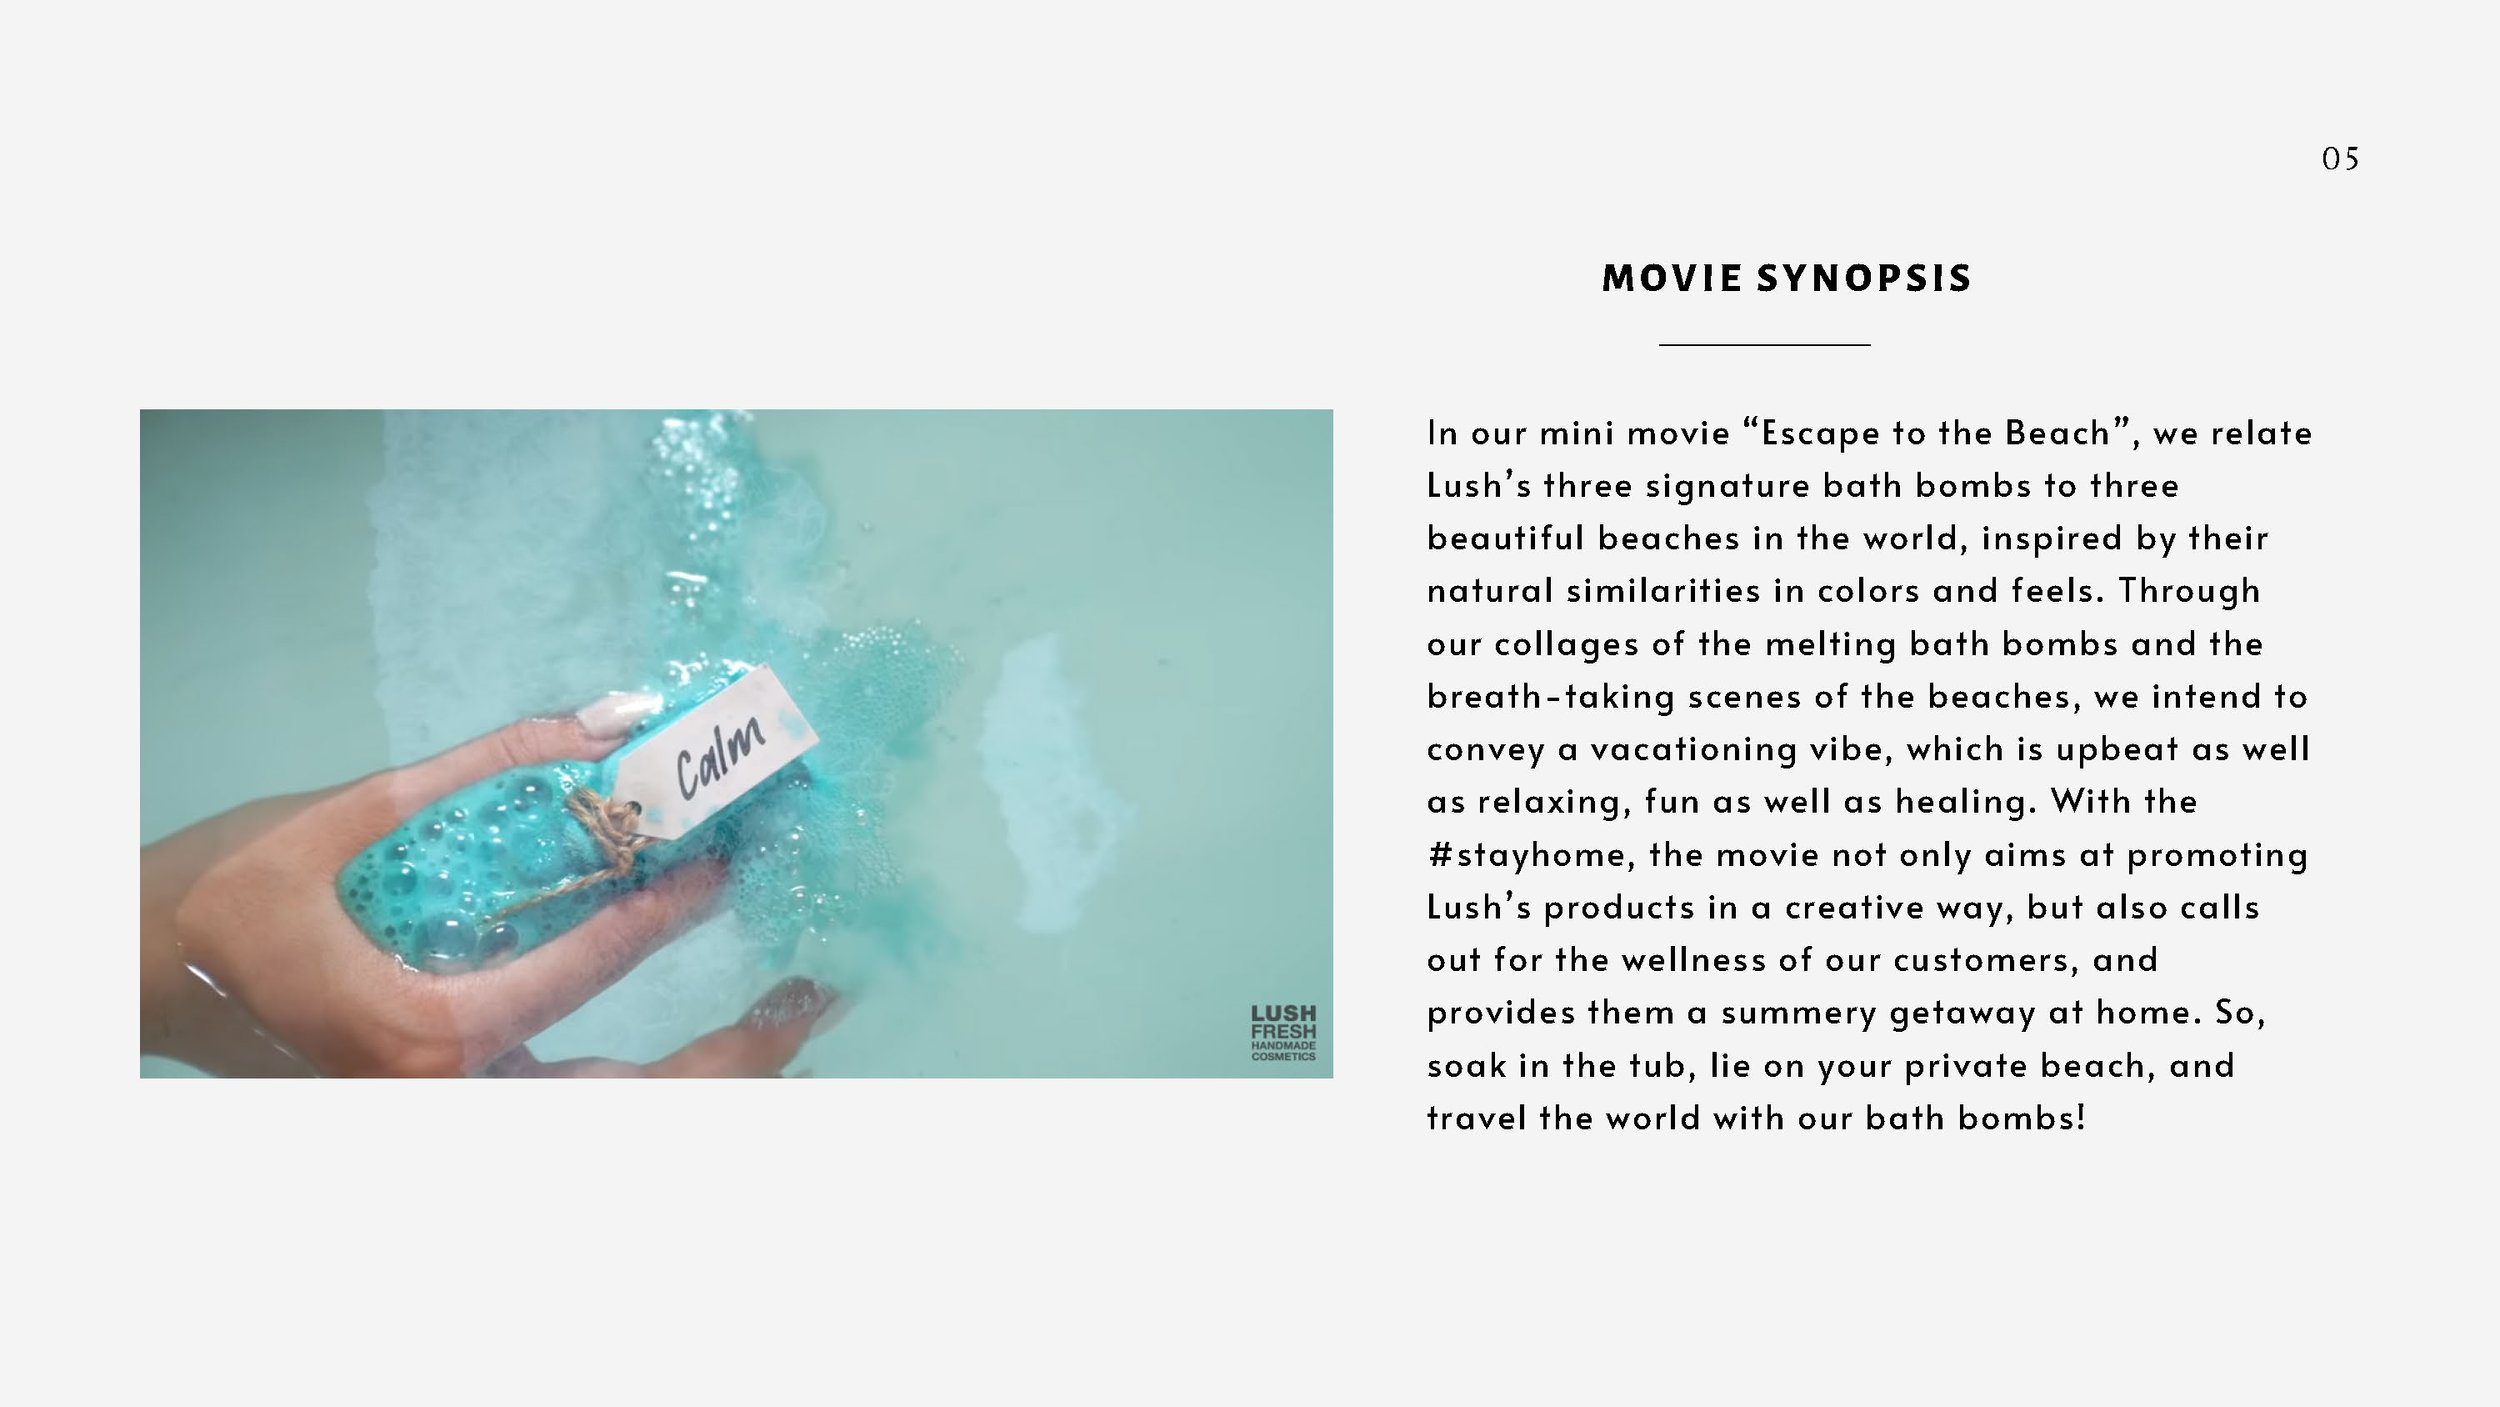 05
MOVIE SYNOPSIS
In our mini movie “Escape to the Beach”, we relate
Lush’s three signature bath bombs to three
beautiful beaches in the world, inspired by their
natural similarities in colors and feels. Through
our collages of the melting bath bombs and the
breath-taking scenes of the beaches, we intend to
convey a vacationing vibe, which is upbeat as well
as relaxing, fun as well as healing. With the
#stayhome, the movie not only aims at promoting
Lush’s products in a creative way, but also calls
out for the wellness of our customers, and
provides them a summery getaway at home. So,
soak in the tub, lie on your private beach, and
travel the world with our bath bombs!
Calm
LUSH
FRESH
HANDMADE
COSMETICS